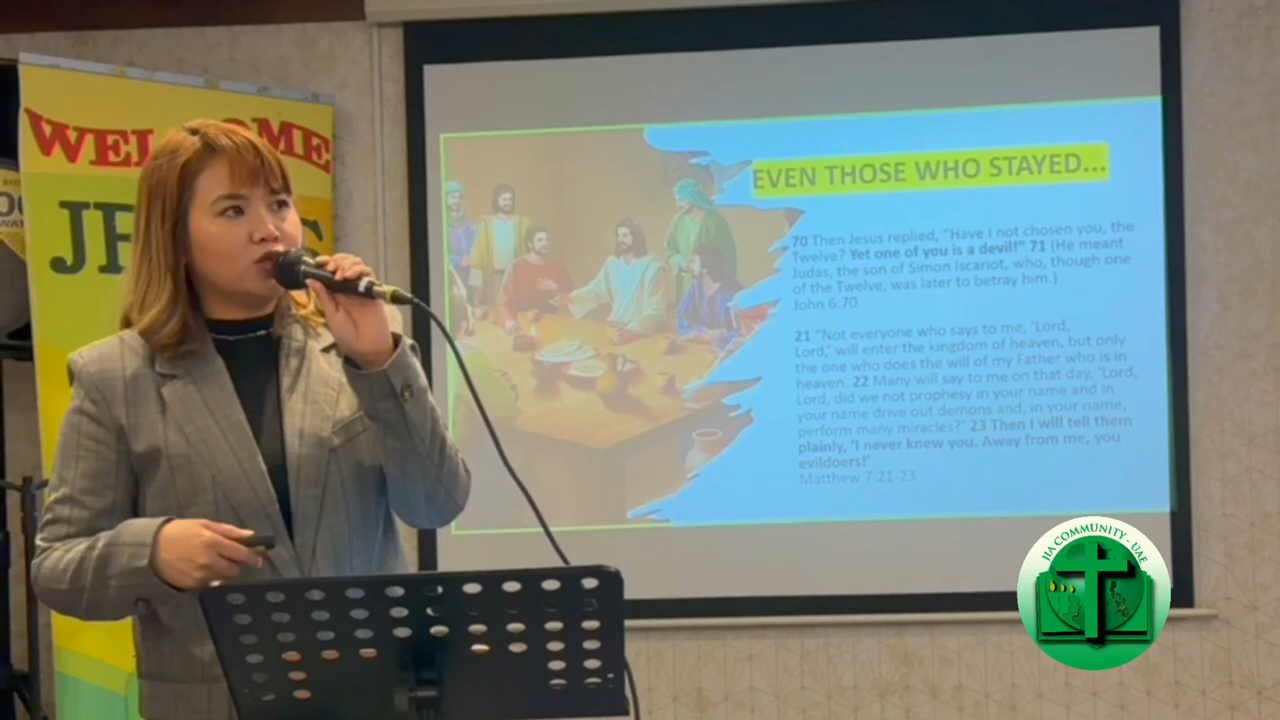 WELCOME
EVEN THOSE WHO STAYED...
70 Then Jesus replied, “Have I not chosen you, the
Twelve? Yet one of you is a devil!” 71 (He meant
Judas, the son of Simon Iscariot, who, though one
of the Twelve, was later to betray him.)
John 6:70
21 “Not everyone who says to me, ‘Lord,
Lord,’ will enter the kingdom of heaven, but only
the one who does the will of my Father who is in
heaven. 22 Many will say to me on that day, ‘Lord,
Lord, did we not prophesy in your name and in
your name drive out demons and, in your name,
perform many miracles?’ 23 Then I will tell them
plainly, ‘I never knew you. Away from me, you
evildoers!’
Matthew 7:21-23
JIA COMMUNITY - UAE